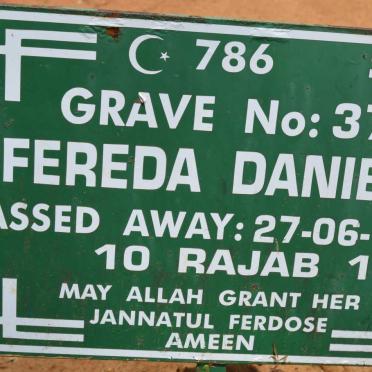 786
GRAVE No: 37
FEREDA DANIE
ASSED AWAY: 27-06-
10 RAJAB 1
MAY ALLAH GRANT HER
JANNATUL FERDOSE
AMEEN